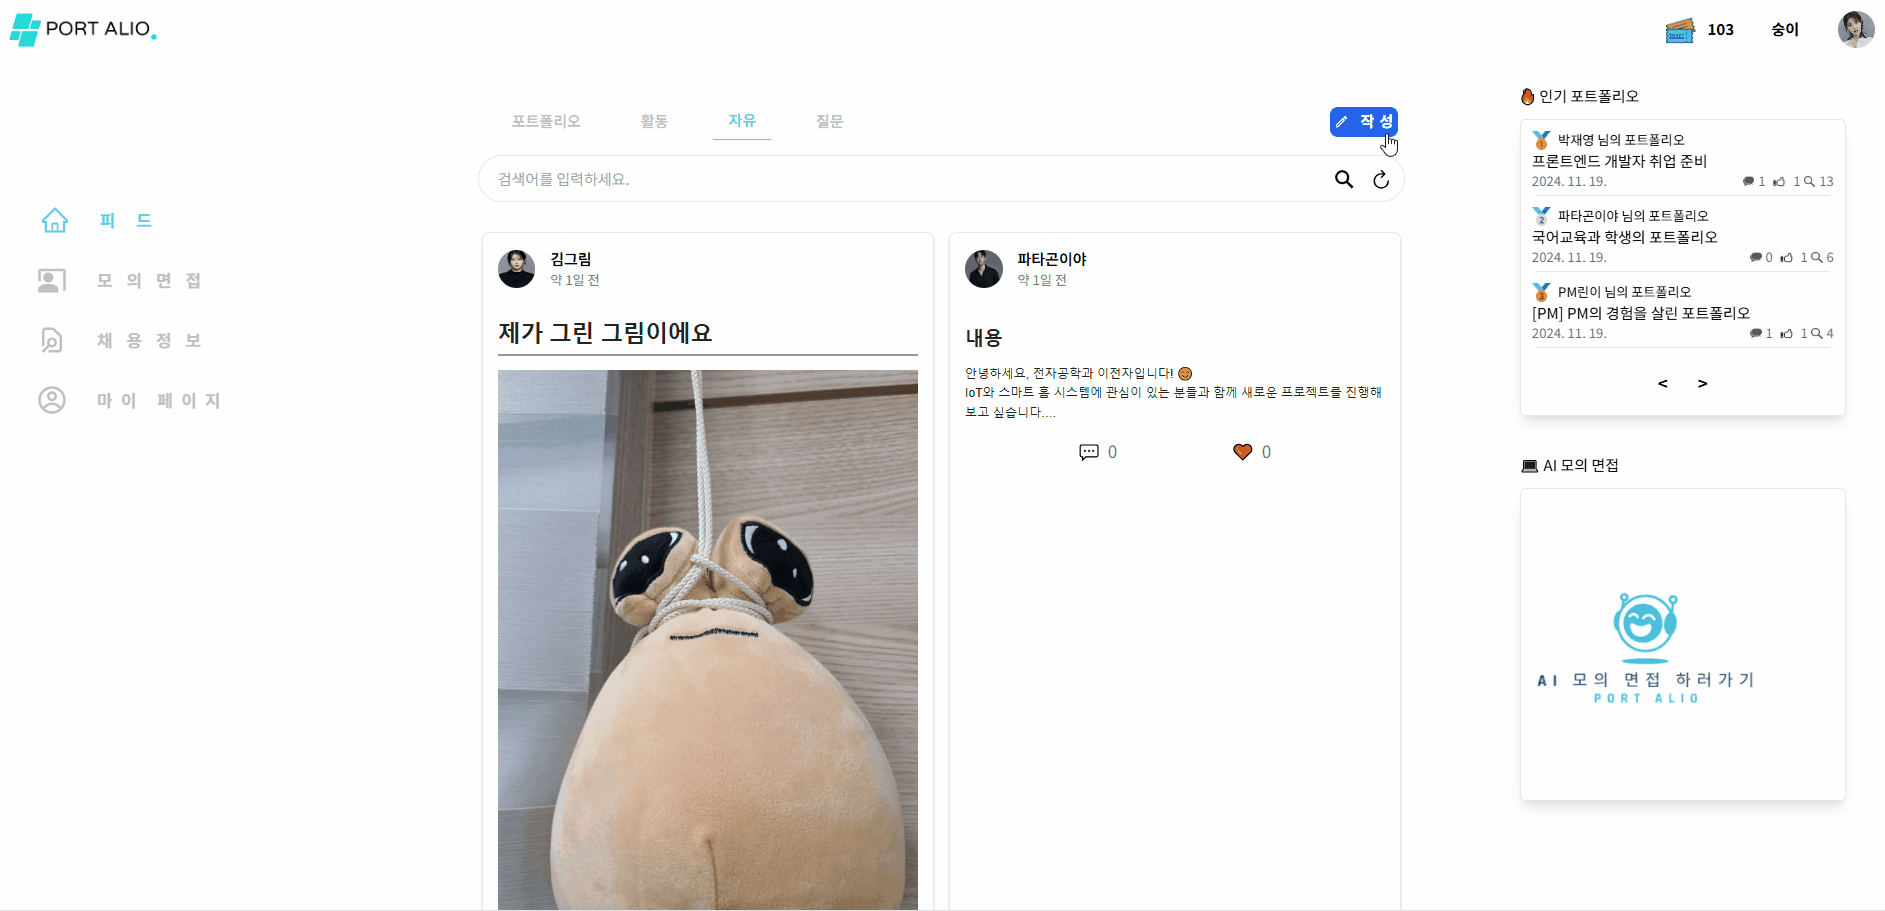 PORT ALIO.
103
숭이
포트폴리오
활동
자유
질문
작 성
검색어를 입력하세요.
피 드
모 의 면 접
채 용 정 보
마 이 페 이 지
김그림
약 1일 전
제가 그린 그림이에요
파타곤이야
약 1일 전
내용
안녕하세요, 전자공학과 이전자입니다! 😊
IoT와 스마트 홈 시스템에 관심이 있는 분들과 함께 새로운 프로젝트를 진행해
보고 싶습니다....
0
0
인기 포트폴리오
1 박재영 님의 포트폴리오
프론트엔드 개발자 취업 준비
2024. 11. 19. 1 1 13
2 파타곤이야 님의 포트폴리오
국어교육과 학생의 포트폴리오
2024. 11. 19. 0 1 6
3 PM린이 님의 포트폴리오
[PM] PM의 경험을 살린 포트폴리오
2024. 11. 19. 1 1 4
< >
AI 모의 면접
AI 모의 면접 하러가기
PORT ALIO